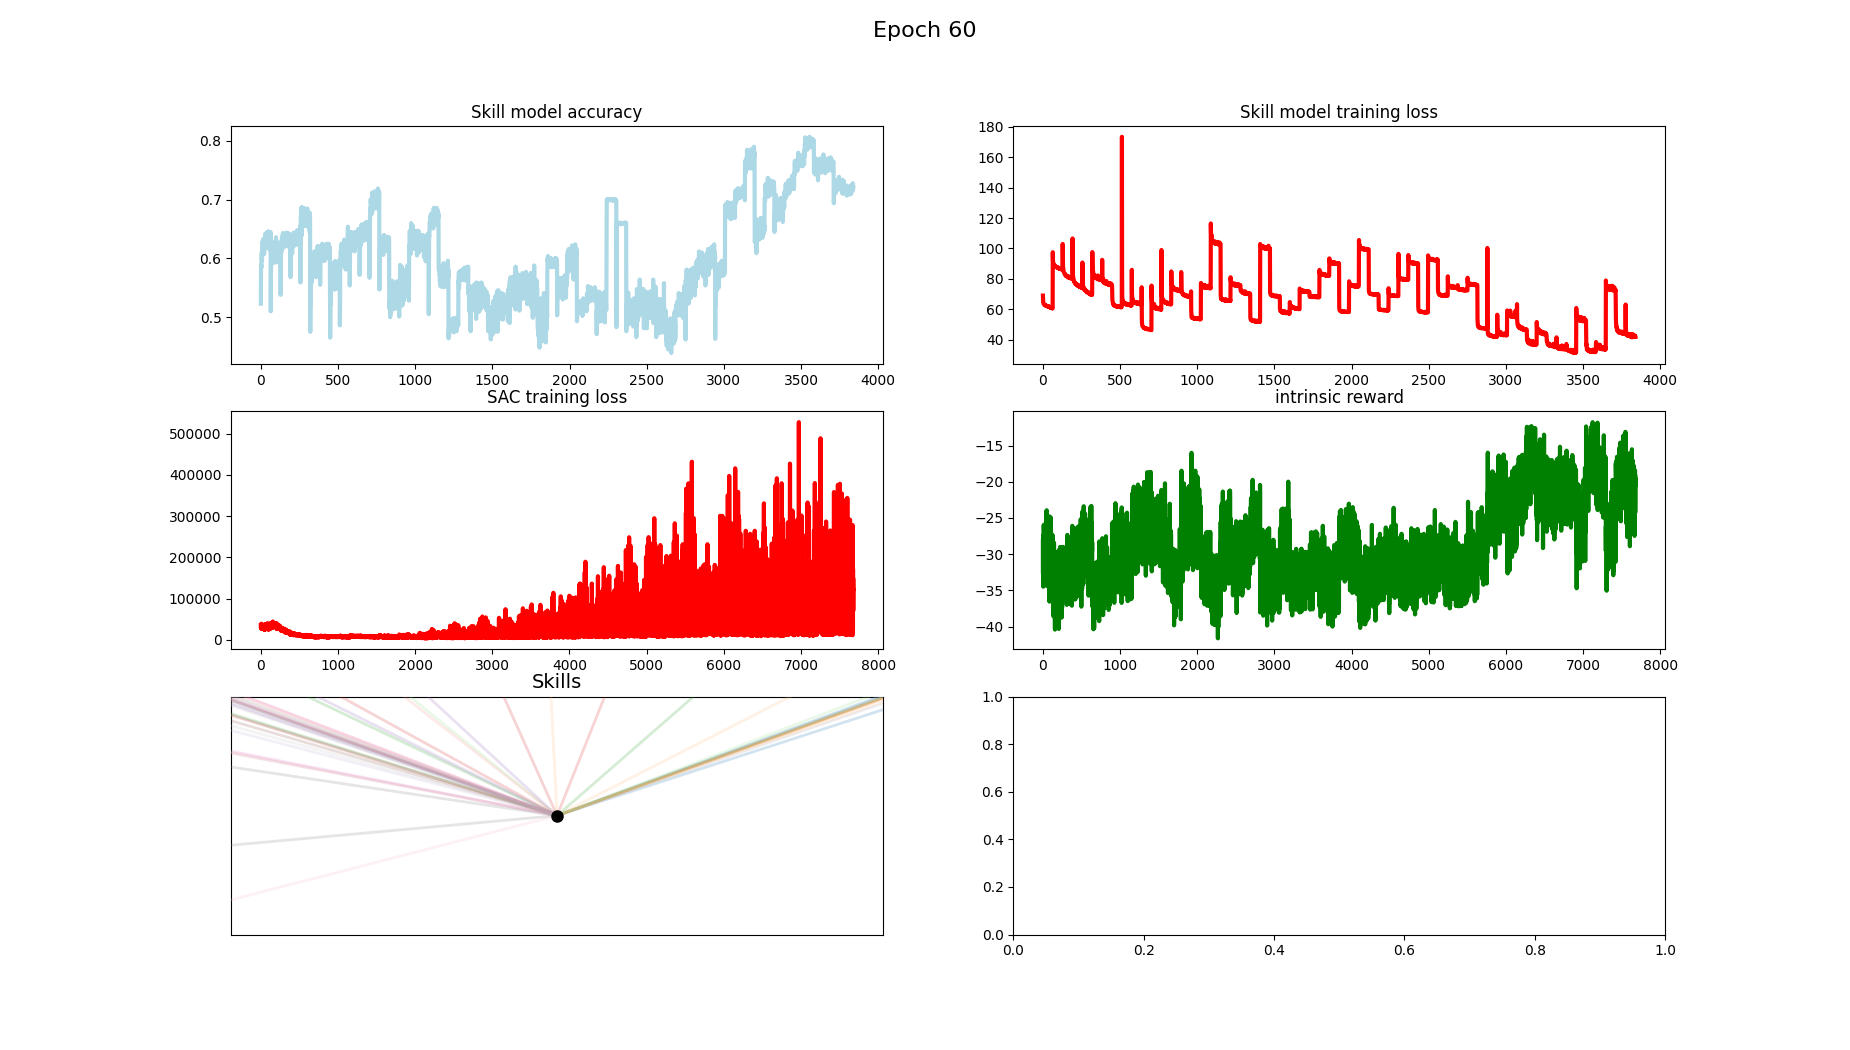 Epoch 60
Skill model accuracy
0.8
0.7
0.6
0.5
0 500 1000 1500 2000 2500 3000 3500 4000
Skill model training loss
180
160
140
120
100
80
60
40
0 500 1000 1500 2000 2500 3000 3500 4000
SAC training loss
500000
400000
300000
200000
100000
0
0 1000 2000 3000 4000 5000 6000 7000 8000
intrinsic reward
−15
−20
−25
−30
−35
−40
0 1000 2000 3000 4000 5000 6000 7000 8000
Skills
1.0
0.8
0.6
0.4
0.2
0.0
0.0 0.2 0.4 0.6 0.8 1.0